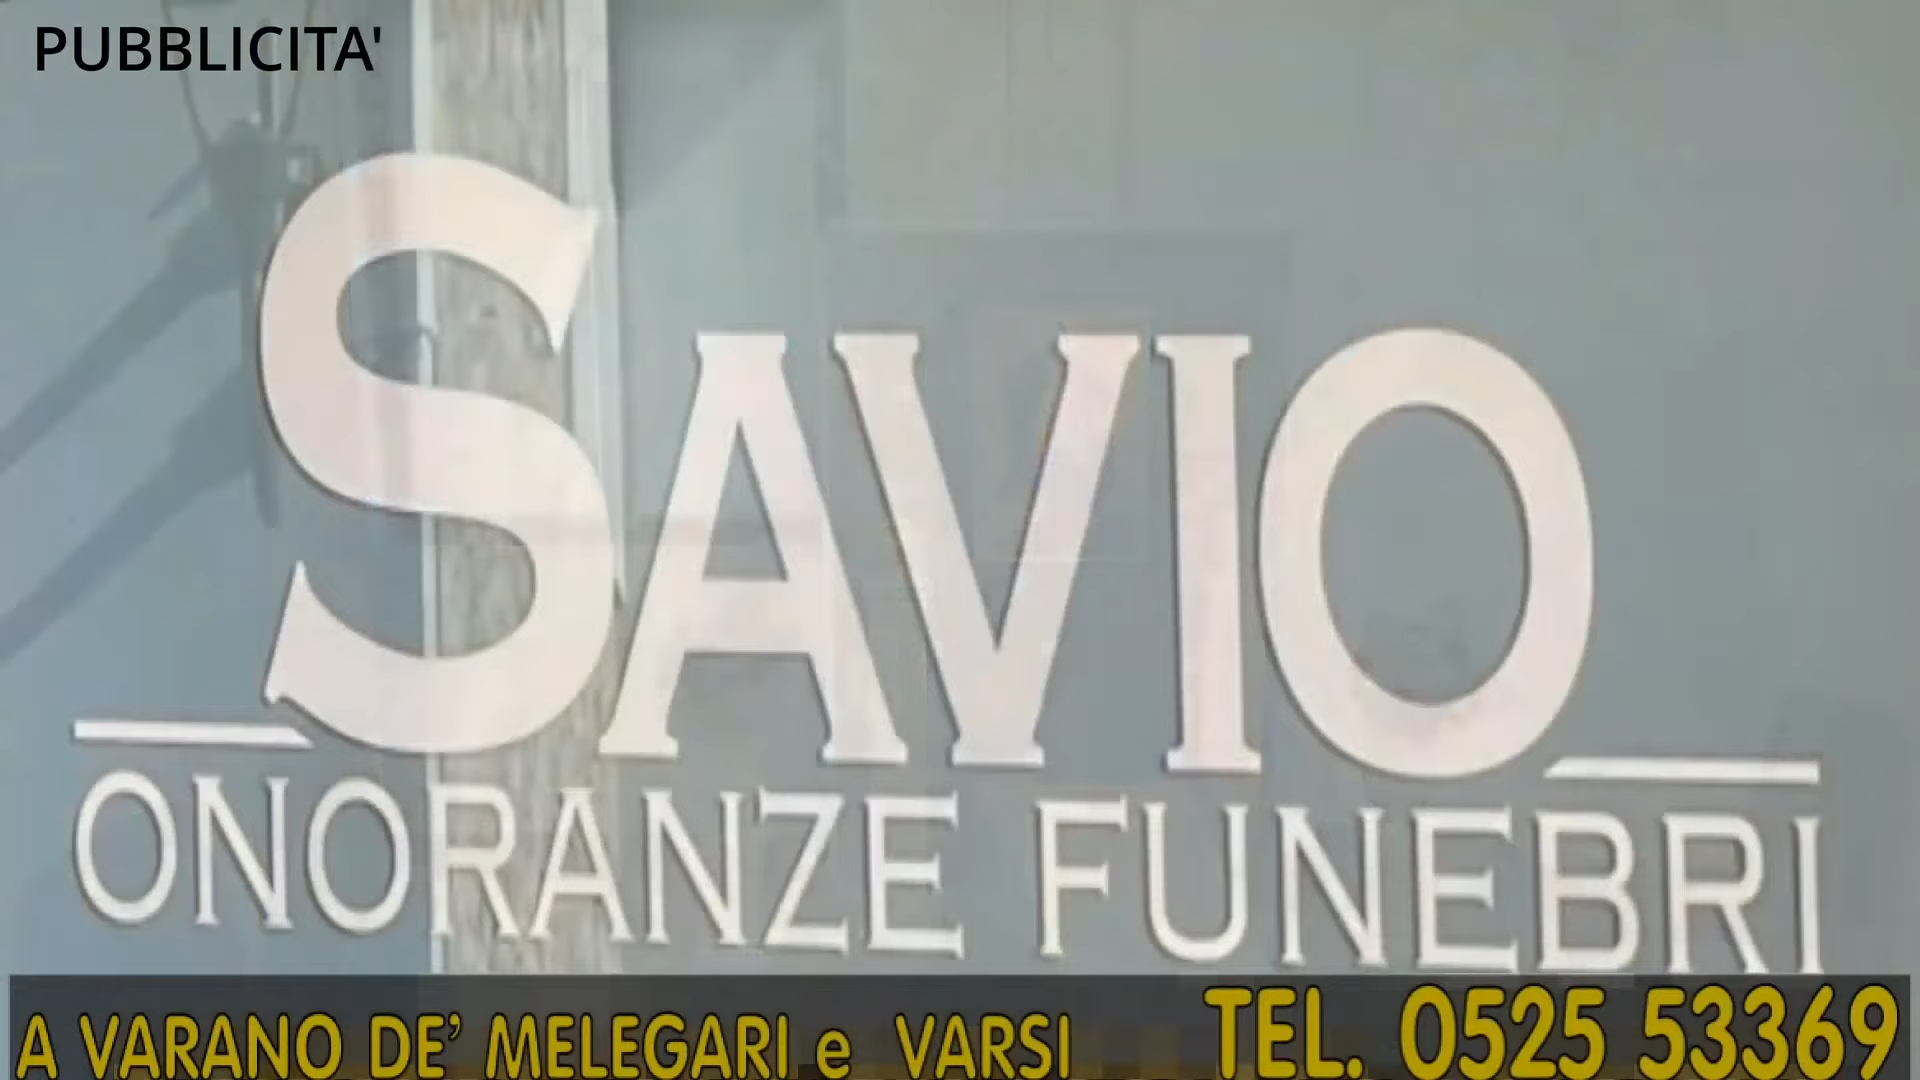 PUBBLICITA'
SAVIO
ONORANZE FUNEBRI
A VARANO DE’ MELEGARI e VARSI TEL. 0525 53369